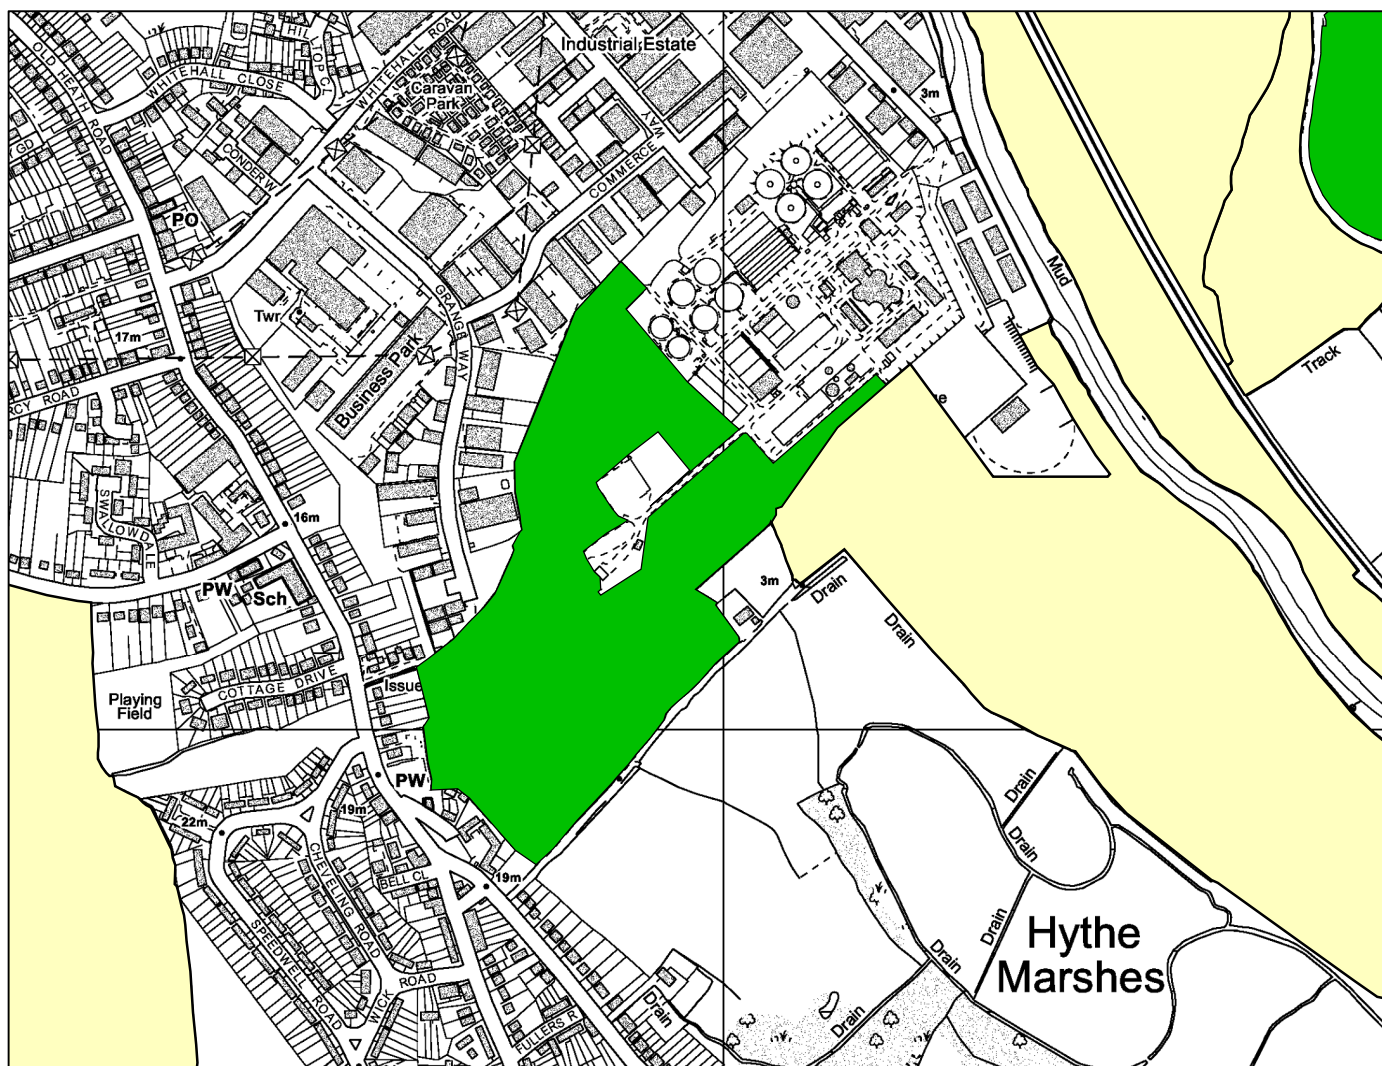 OLD HEATH ROAD
WHITEHALL CLOSE
HILLTOP CL
WHITEHALL ROAD
Industrial Estate
Caravan
Park
3m
GD
CONDERW
WAY
COMMERCE
PO
Mud
Twr
GRANGE WAY
17m
Business Park
Track
RCY ROAD
e
SWALLOWDALE
16m
PW
Sch
3m
Drain
Drain
COTTAGE DRIVE
Issue
Playing
Field
PW
Drain
19m
22m
Drain
CHEVENING ROAD
BELL CL
19m
Drain
Hythe
Marshes
SPEEDWELL ROAD
Drain
WICK ROAD
Drain
Drain
FULLERS R